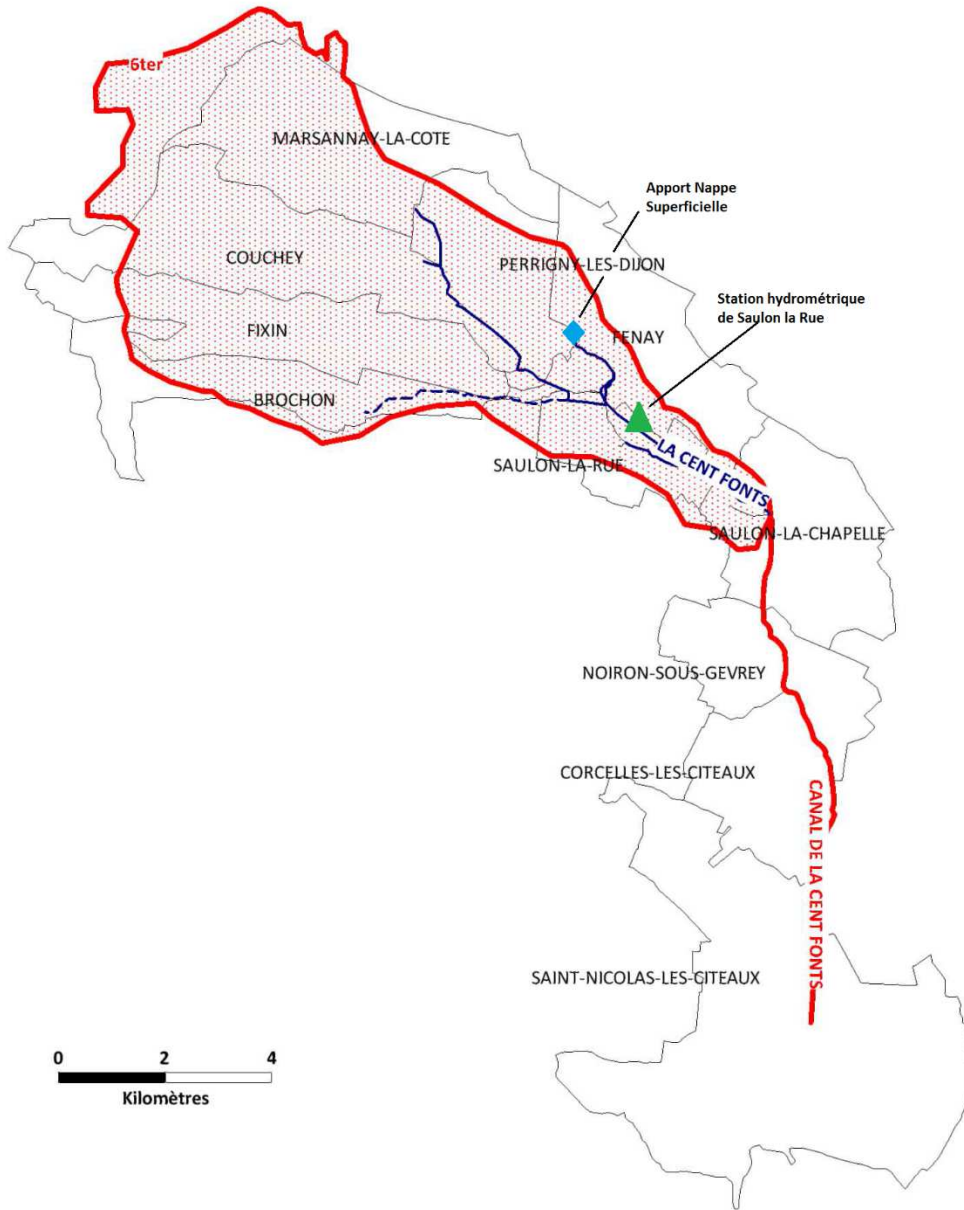 6ter
MARSANNAY-LA-COTE
Apport Nappe
Superficielle
COUCHEY
PERRIGNY-LES-DIJON
Station hydrométrique
de Saulon la Rue
FIXIN
FENAY
BROCHON
SAULON-LA-RUE
LA CENT FONTS
SAULON-LA-CHAPELLE
NOIRON-SOUS-GEVREY
CORCELLES-LES-CITEAUX
CANAL DE LA CENT FONTS
SAINT-NICOLAS-LES-CITEAUX
0 2 4
Kilomètres